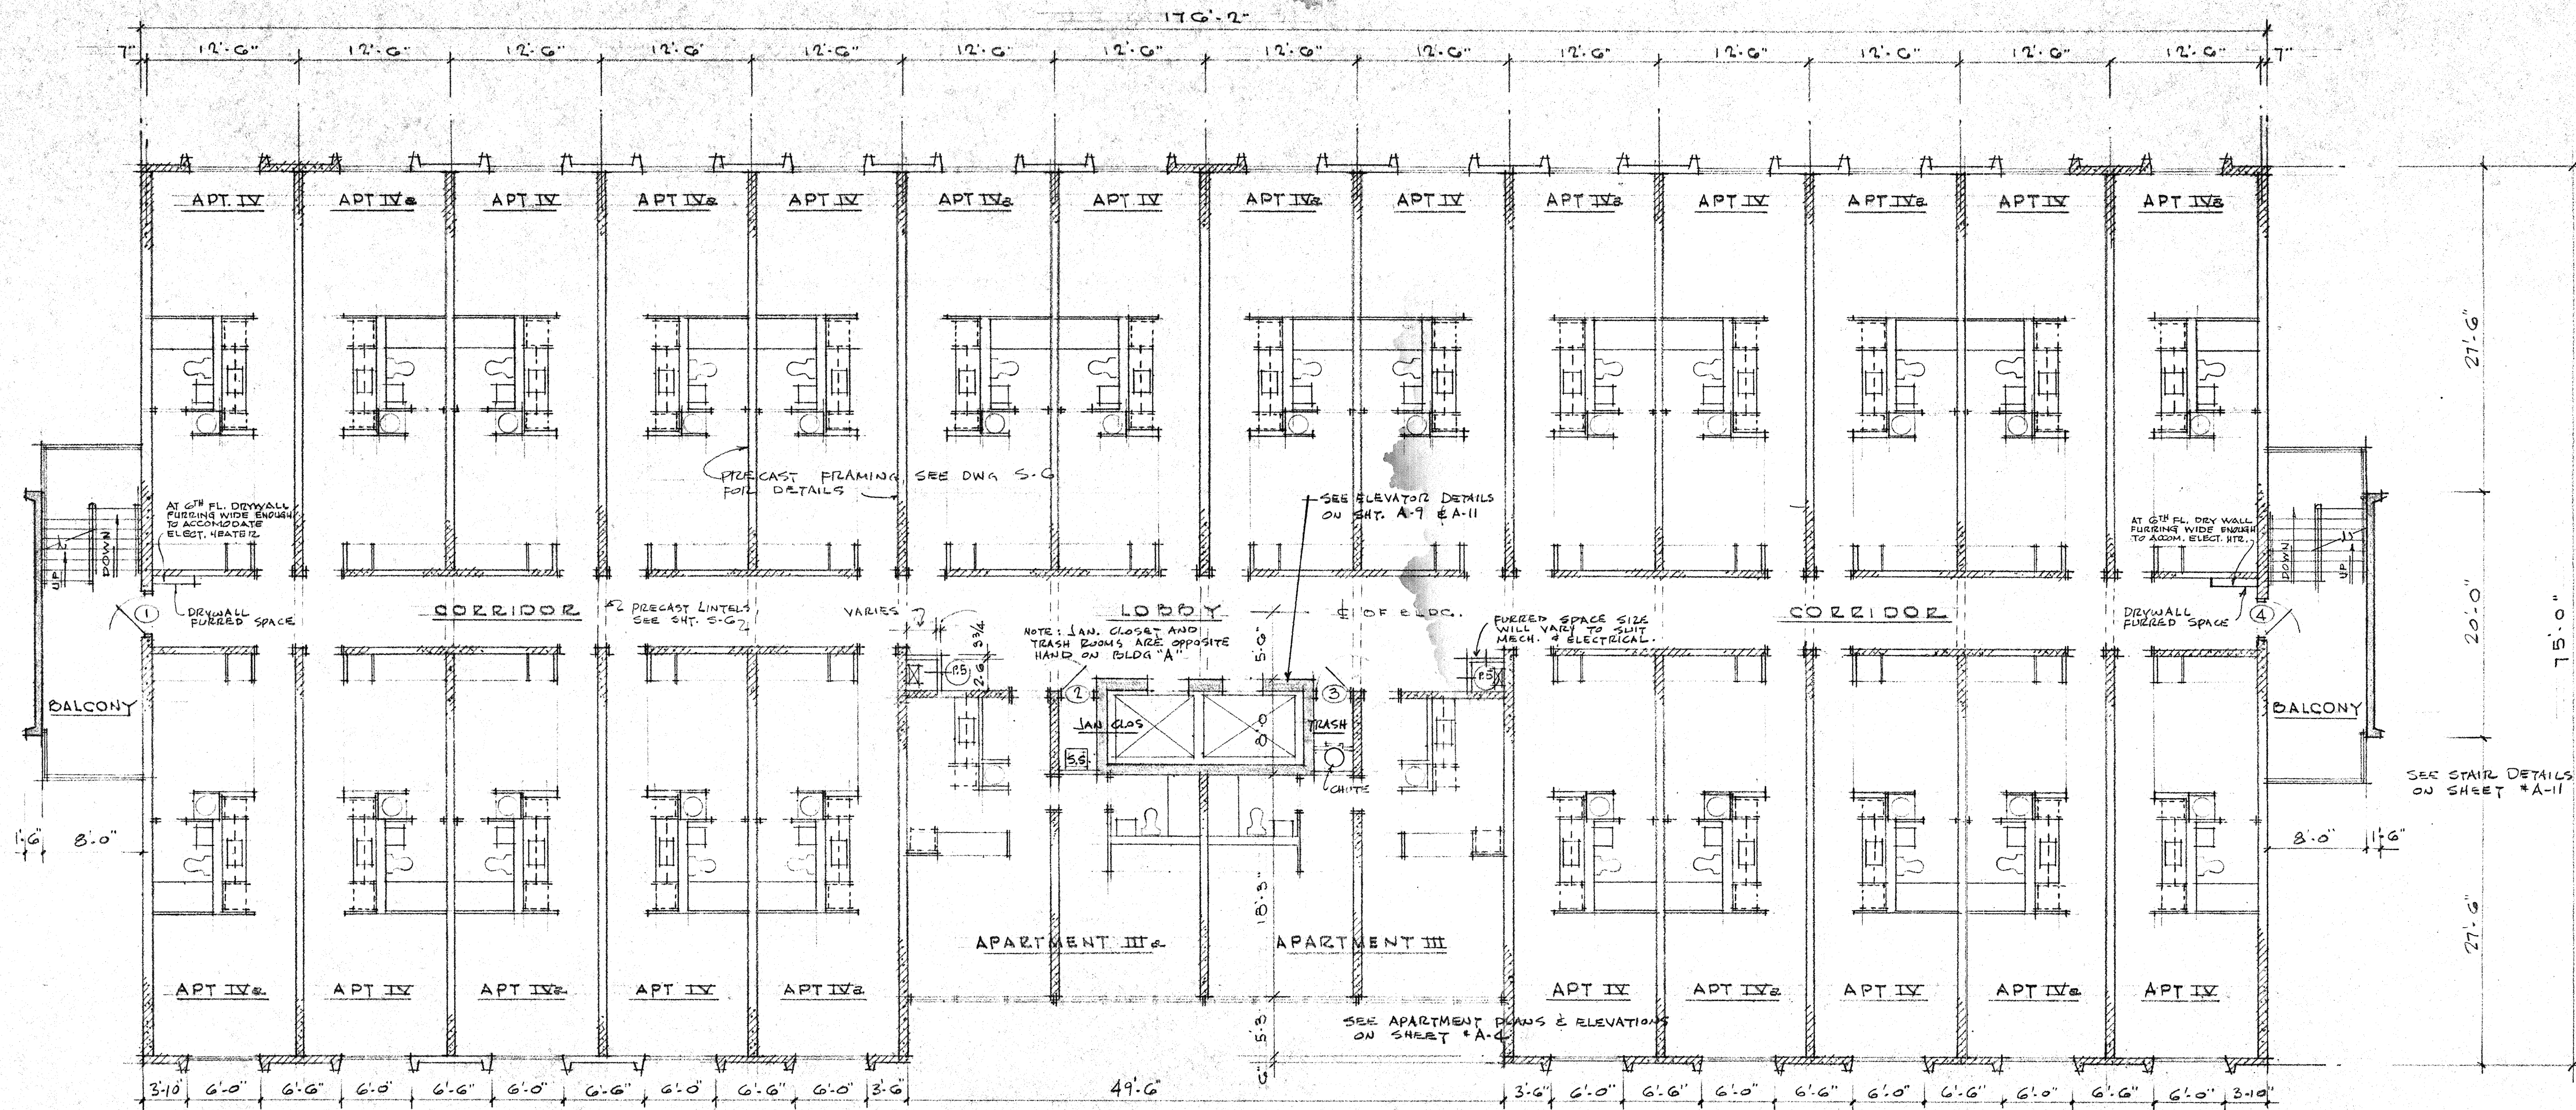 176'-2"
7" 12'-6" 12'-6" 12'-6" 12'-6" 12'-6" 12'-6" 12'-6" 12'-6" 12'-6" 12'-6" 12'-6" 12'-6" 12'-6" 12'-6" 7"
APT IV APT IVa APT IV APT IVa APT IV APT IVa APT IV APT IVa APT IV APT IVa APT IV APT IVa APT IV APT IVa
27'-6"
PRECAST FRAMING, SEE DWG S-6
FOR DETAILS
SEE ELEVATOR DETAILS
ON SHT. A-9 & A-11
AT 6TH FL. DRYWALL
FURRING WIDE ENOUGH
TO ACCOMODATE
ELECT. HEATER
AT 6TH FL. DRY WALL
FURRING WIDE ENOUGH
TO ACCOM. ELECT. HTR.
UP
DOWN
DOWN
UP
1
DRYWALL
FURRED SPACE
CORRIDOR
2 PRECAST LINTELS
SEE SHT. S-6
VARIES
LOBBY
℄ OF BLDG.
CORRIDOR
DRYWALL
FURRED SPACE
4
20'-0"
75'-0"
NOTE: JAN. CLOSET AND
TRASH ROOMS ARE OPPOSITE
HAND ON BLDG "A"
FURRED SPACE SIZE
WILL VARY TO SUIT
MECH. & ELECTRICAL.
9 3/4
2'-6
5'-0"
P.5
P.5
2
3
BALCONY
JAN CLOS
8'-0
TRASH
BALCONY
S.S.
CHUTE
SEE STAIR DETAILS
ON SHEET #A-11
1'-6" 8'-0"
8'-0" 1'-6"
18'-3"
27'-6"
APARTMENT IIIa
APARTMENT III
APT IVa APT IV APT IVa APT IV APT IVa APT IV APT IVa APT IV APT IVa APT IV
SEE APARTMENT PLANS & ELEVATIONS
ON SHEET #A-4
5'-3
6"
3'-10 6'-0" 6'-6" 6'-0" 6'-6" 6'-0" 6'-6" 6'-0" 6'-6" 6'-0" 3'-6" 49'-6" 3'-6" 6'-0" 6'-6" 6'-0" 6'-6" 6'-0" 6'-6" 6'-0" 6'-6" 6'-0" 3'-10"